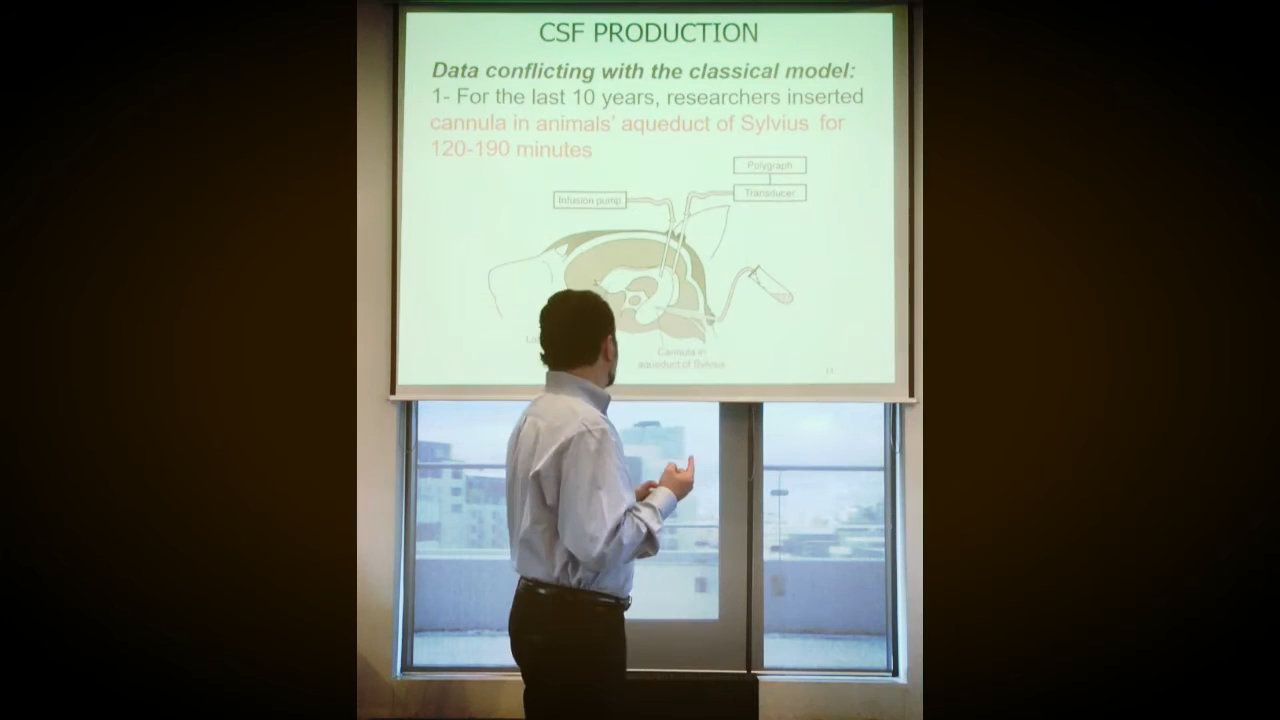 CSF PRODUCTION
Data conflicting with the classical model:
1- For the last 10 years, researchers inserted
cannula in animals' aqueduct of Sylvius for
120-190 minutes
Polygraph
Infusion pump
Transducer
Cannula in
aqueduct of Sylvius